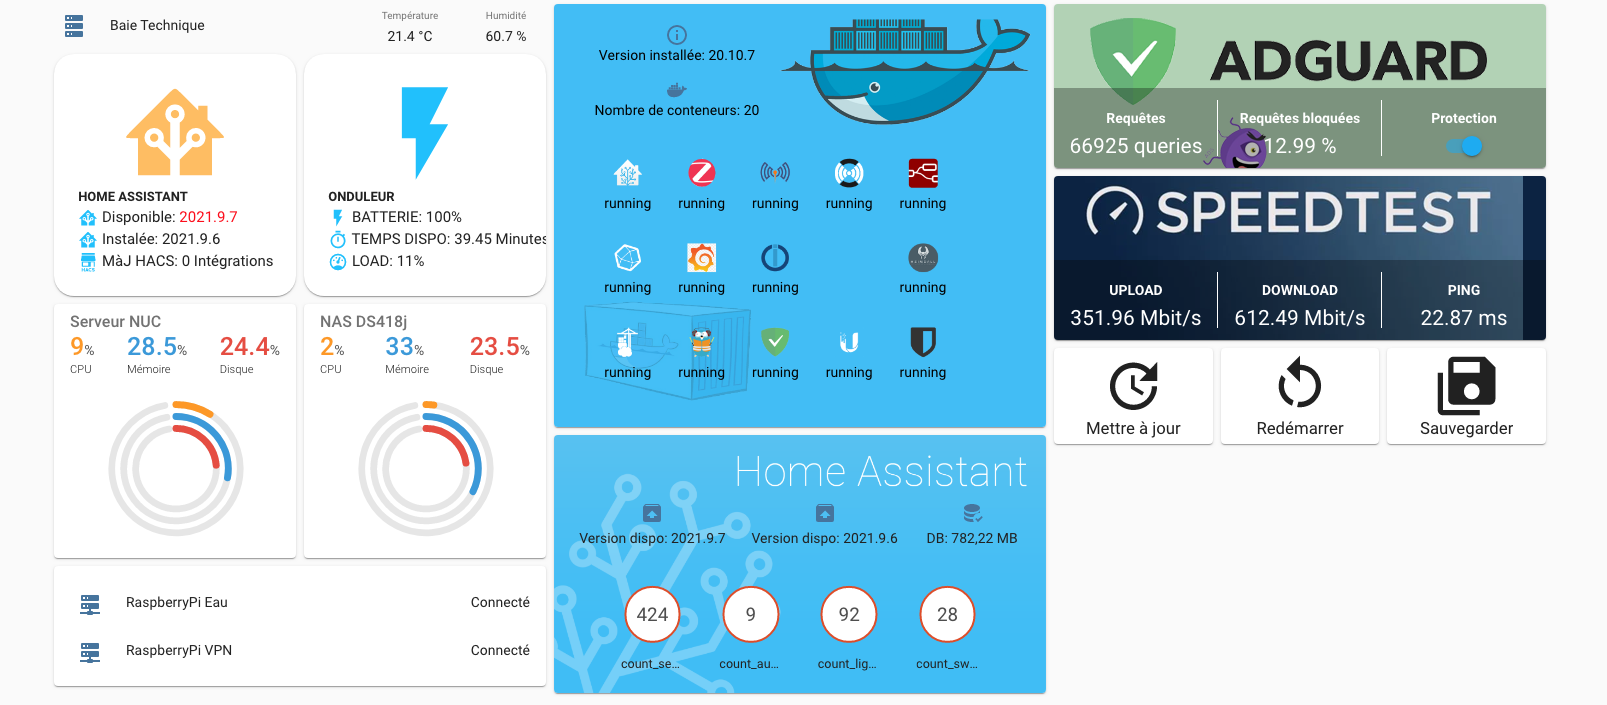 Baie Technique
Température
21.4 °C
Humidité
60.7 %
HOME ASSISTANT
Disponible: 2021.9.7
Instalée: 2021.9.6
MàJ HACS: 0 Intégrations
ONDULEUR
BATTERIE: 100%
TEMPS DISPO: 39.45 Minutes
LOAD: 11%
Serveur NUC
9% 28.5% 24.4%
CPU Mémoire Disque
NAS DS418j
2% 33% 23.5%
CPU Mémoire Disque
RaspberryPi Eau Connecté
RaspberryPi VPN Connecté
Version installée: 20.10.7
Nombre de conteneurs: 20
running running running running running
running running running running
running running running running running
Home Assistant
Version dispo: 2021.9.7 Version dispo: 2021.9.6 DB: 782,22 MB
424 9 92 28
count_se... count_au... count_lig... count_sw...
ADGUARD
Requêtes Requêtes bloquées Protection
66925 queries 12.99 %
SPEEDTEST
UPLOAD DOWNLOAD PING
351.96 Mbit/s 612.49 Mbit/s 22.87 ms
Mettre à jour Redémarrer Sauvegarder